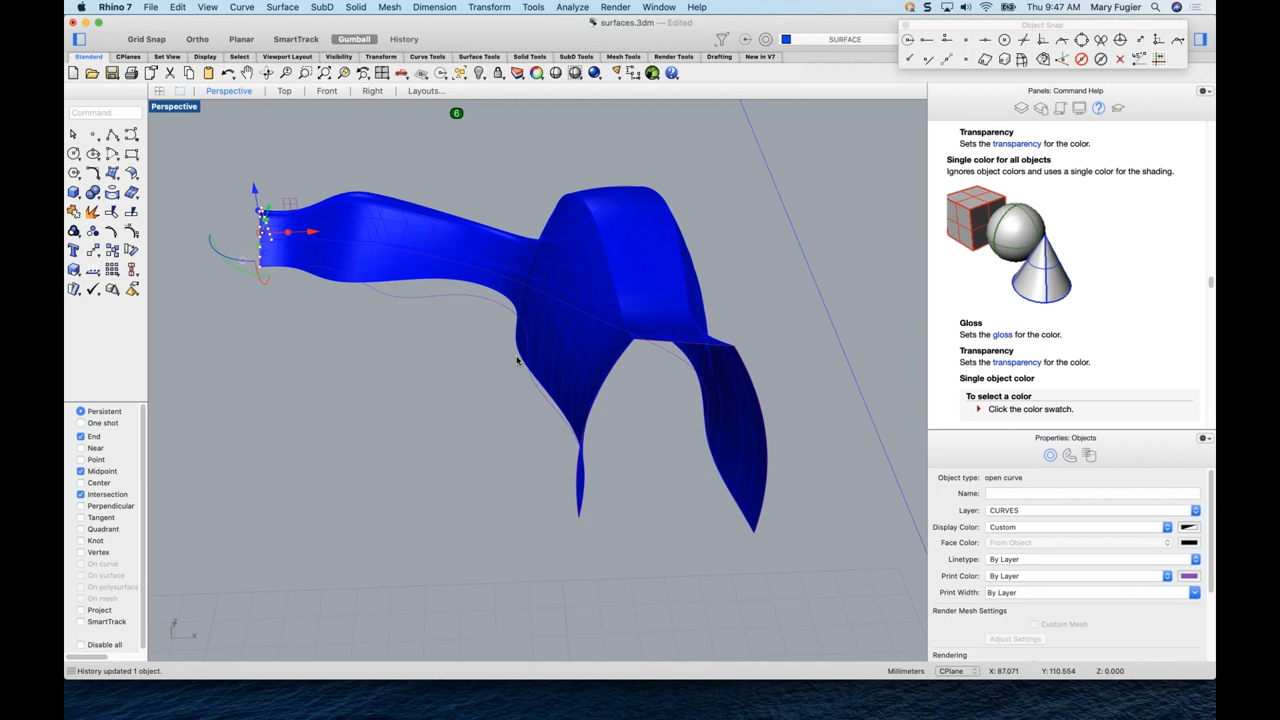 Rhino 7 File Edit View Curve Surface SubD Solid Mesh Dimension Transform Tools Analyze Render Panels Window Help
Thu 9:47 AM Mary Fugier
surfaces.3dm — Edited
Object Snap
Grid Snap Ortho Planar SmartTrack Gumball History
SURFACE
Standard CPlanes Set View Display Select Viewport Layout Visibility Transform Curve Tools Surface Tools Solid Tools SubD Tools Mesh Tools Render Tools Drafting New in V7
Perspective Top Front Right Layouts...
Panels: Command Help
Perspective
Command
6
Transparency
Sets the transparency for the color.
Single color for all objects
Ignores object colors and uses a single color for the shading.
Gloss
Sets the gloss for the color.
Transparency
Sets the transparency for the color.
Single object color
To select a color
Click the color swatch.
Persistent
One shot
End
Near
Point
Midpoint
Center
Intersection
Perpendicular
Tangent
Quadrant
Knot
Vertex
On curve
On surface
On polysurface
On mesh
Project
SmartTrack
Disable all
Properties: Objects
Object type: open curve
Name:
Layer: CURVES
Display Color: Custom
Face Color: From Object
Linetype: By Layer
Print Color: By Layer
Print Width: By Layer
Render Mesh Settings
Custom Mesh
Adjust Settings
Rendering
z
x
History updated 1 object.
Millimeters CPlane X: 87.071 Y: 110.554 Z: 0.000